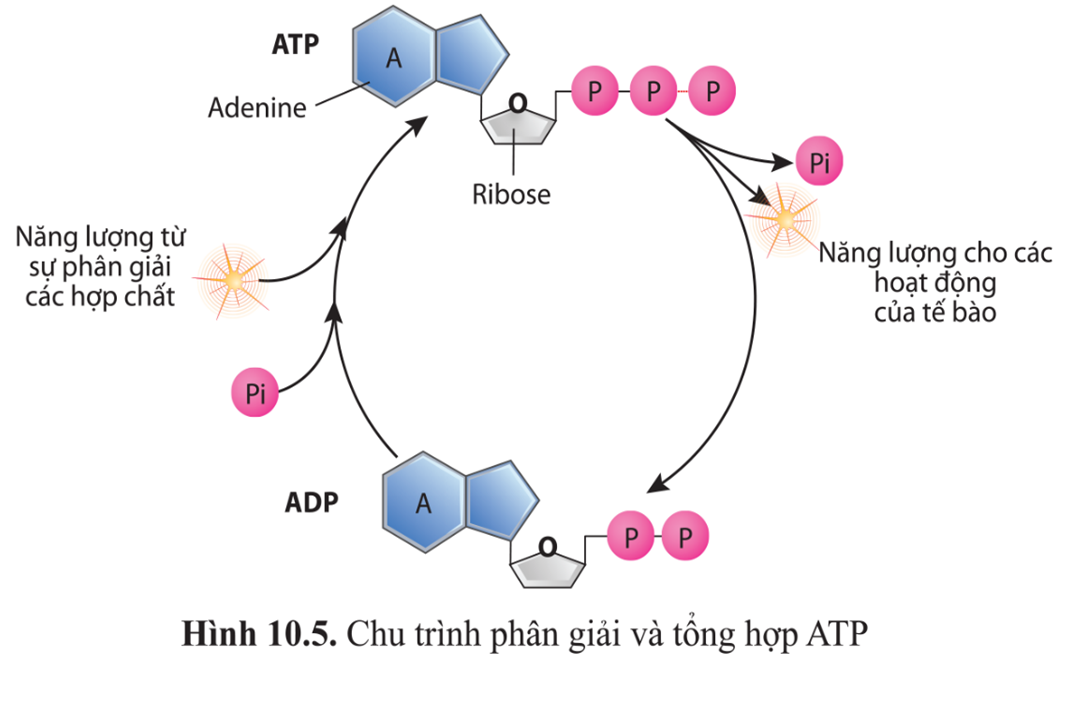 ATP
A
Adenine
O
P
P
P
Ribose
Pi
Năng lượng từ
sự phân giải
các hợp chất
Năng lượng cho các
hoạt động
của tế bào
Pi
ADP
A
O
P
P
Hình 10.5. Chu trình phân giải và tổng hợp ATP